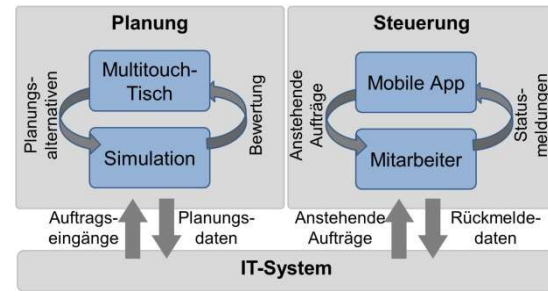 Planung
Planungs-
alternativen
Multitouch-
Tisch
Simulation
Bewertung
Auftrags-
eingänge
Planungs-
daten
Steuerung
Anstehende
Aufträge
Mobile App
Mitarbeiter
Status-
meldungen
Anstehende
Aufträge
Rückmelde-
daten
IT-System